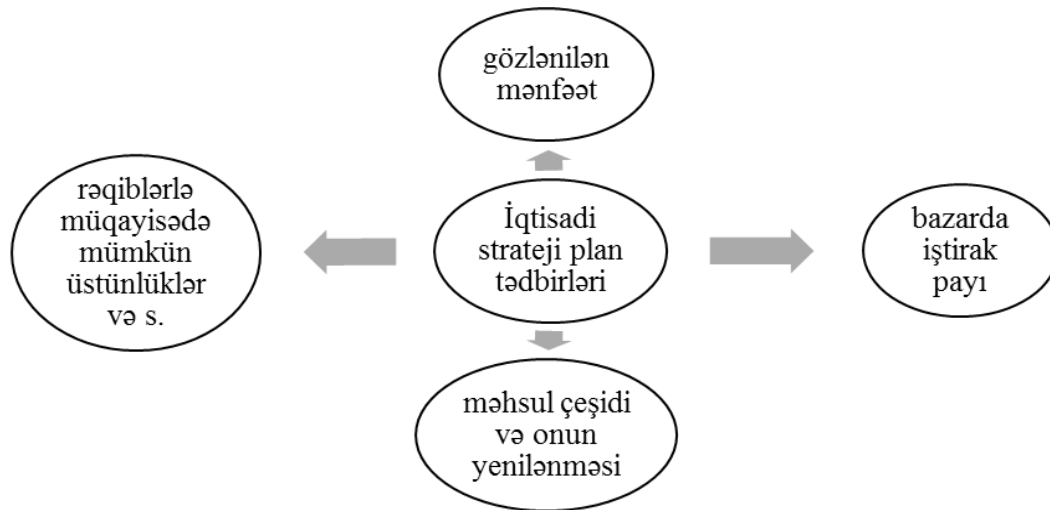 gözlənilən
mənfəət
rəqiblərlə
müqayisədə
mümkün
üstünlüklər
və s.
İqtisadi
strateji plan
tədbirləri
bazarda
iştirak
payı
məhsul çeşidi
və onun
yenilənməsi